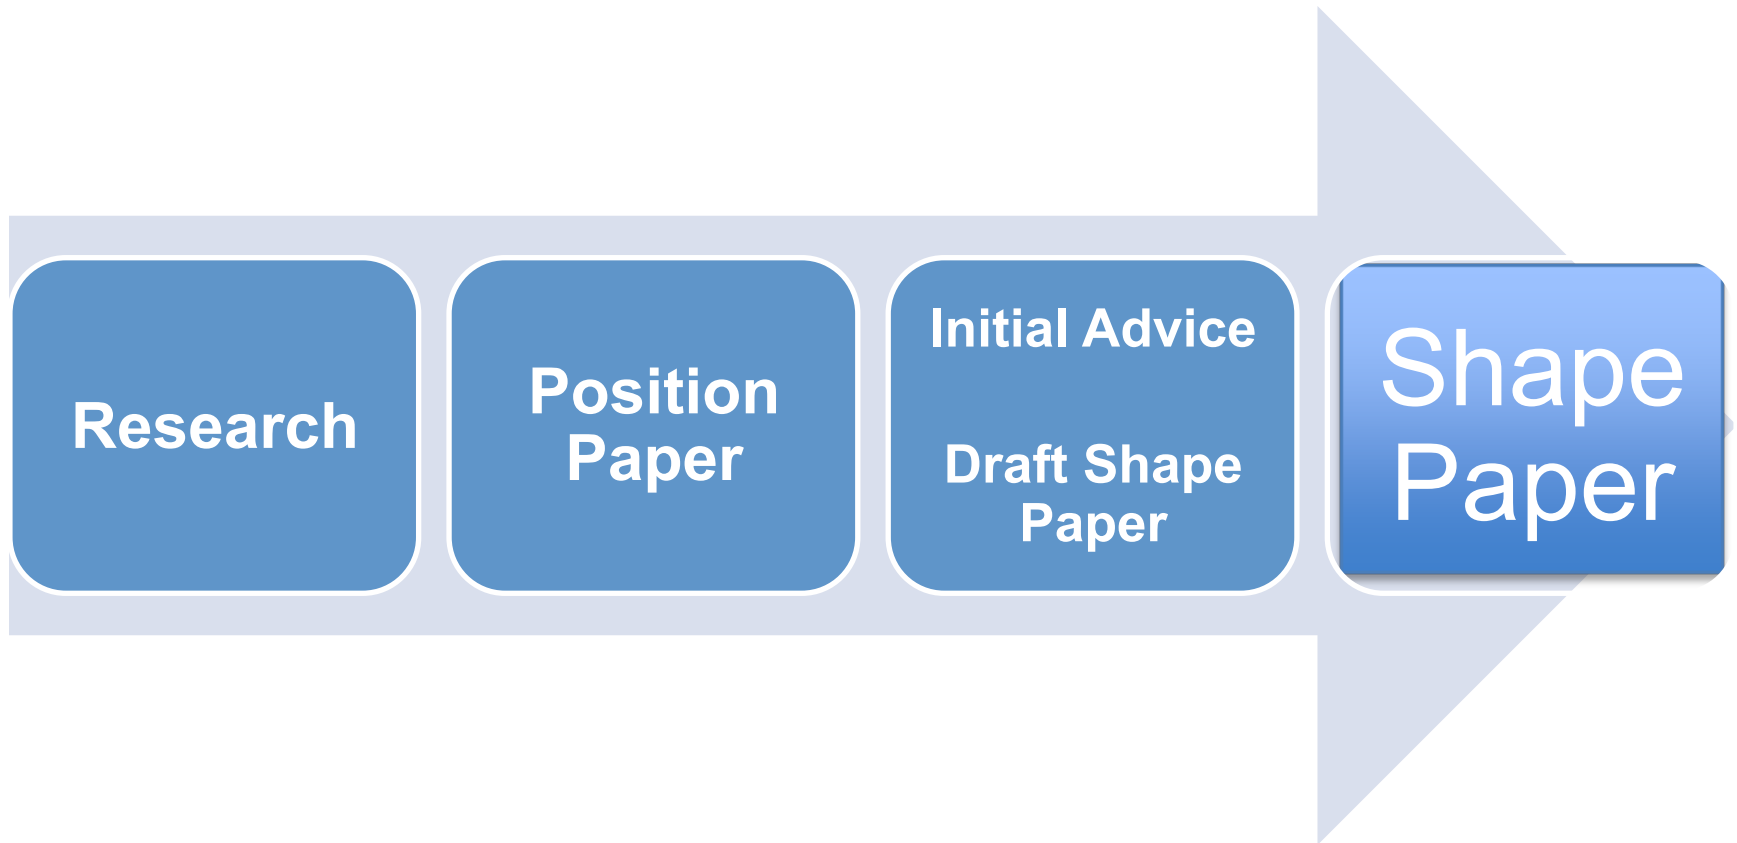 Research
Position
Paper
Initial Advice
Draft Shape
Paper
Shape
Paper